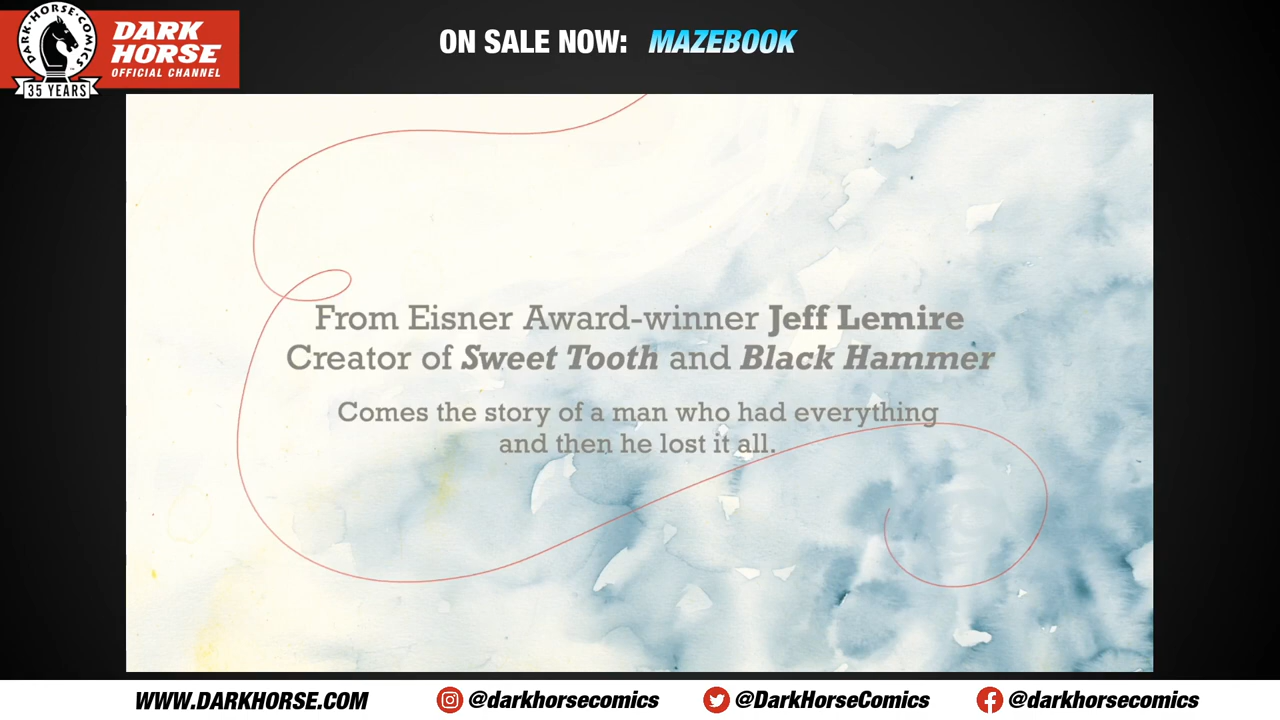 DARK·HORSE·COMICS
35 YEARS
DARK
HORSE
OFFICIAL CHANNEL
ON SALE NOW: MAZEBOOK
From Eisner Award-winner Jeff Lemire
Creator of Sweet Tooth and Black Hammer
Comes the story of a man who had everything
and then he lost it all.
WWW.DARKHORSE.COM @darkhorsecomics @DarkHorseComics @darkhorsecomics